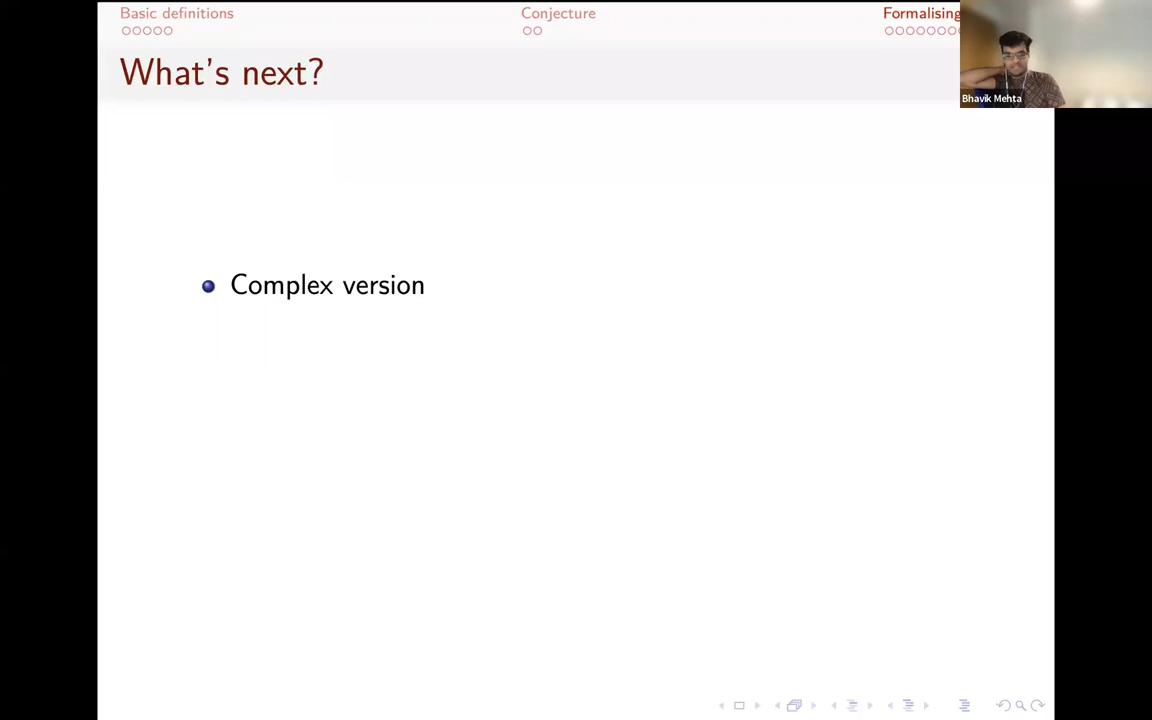 Basic definitions
Conjecture
Formalising
What's next?
Bhavik Mehta
Complex version